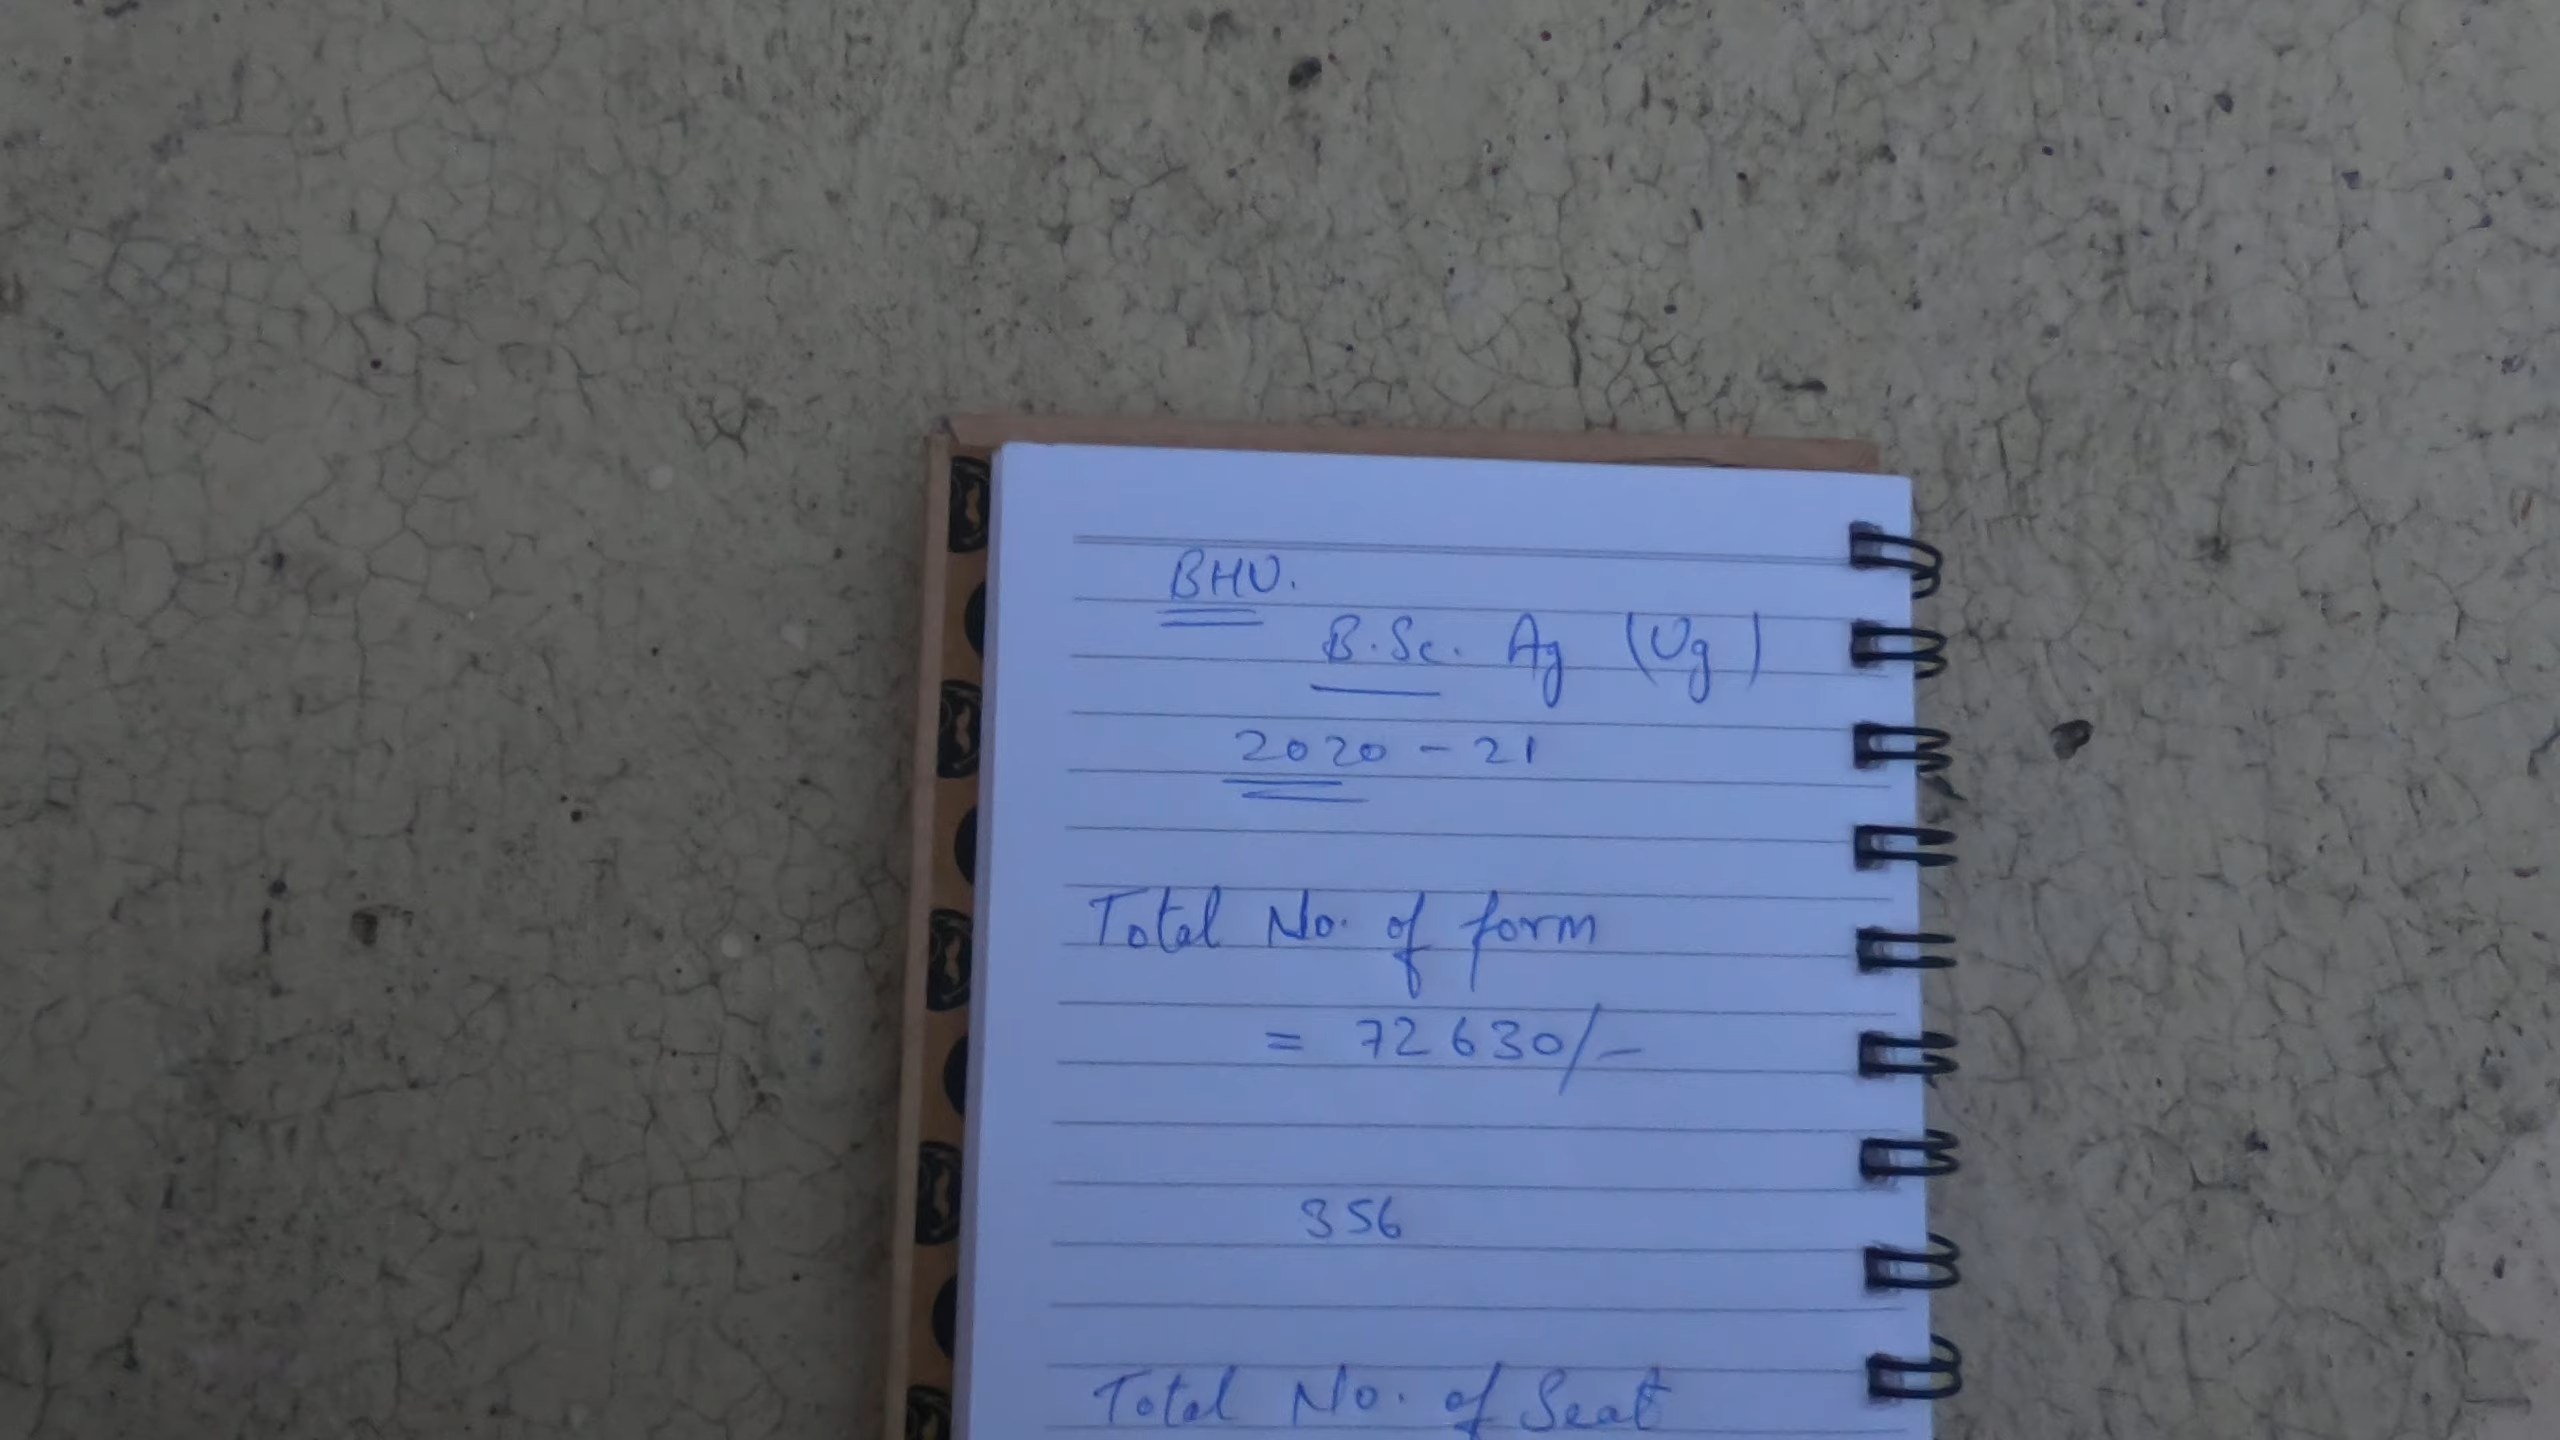 BHU.
B.Sc. Ag (Ug)
2020 - 21
Total No. of form
= 72630/-
356
Total No. of Seat